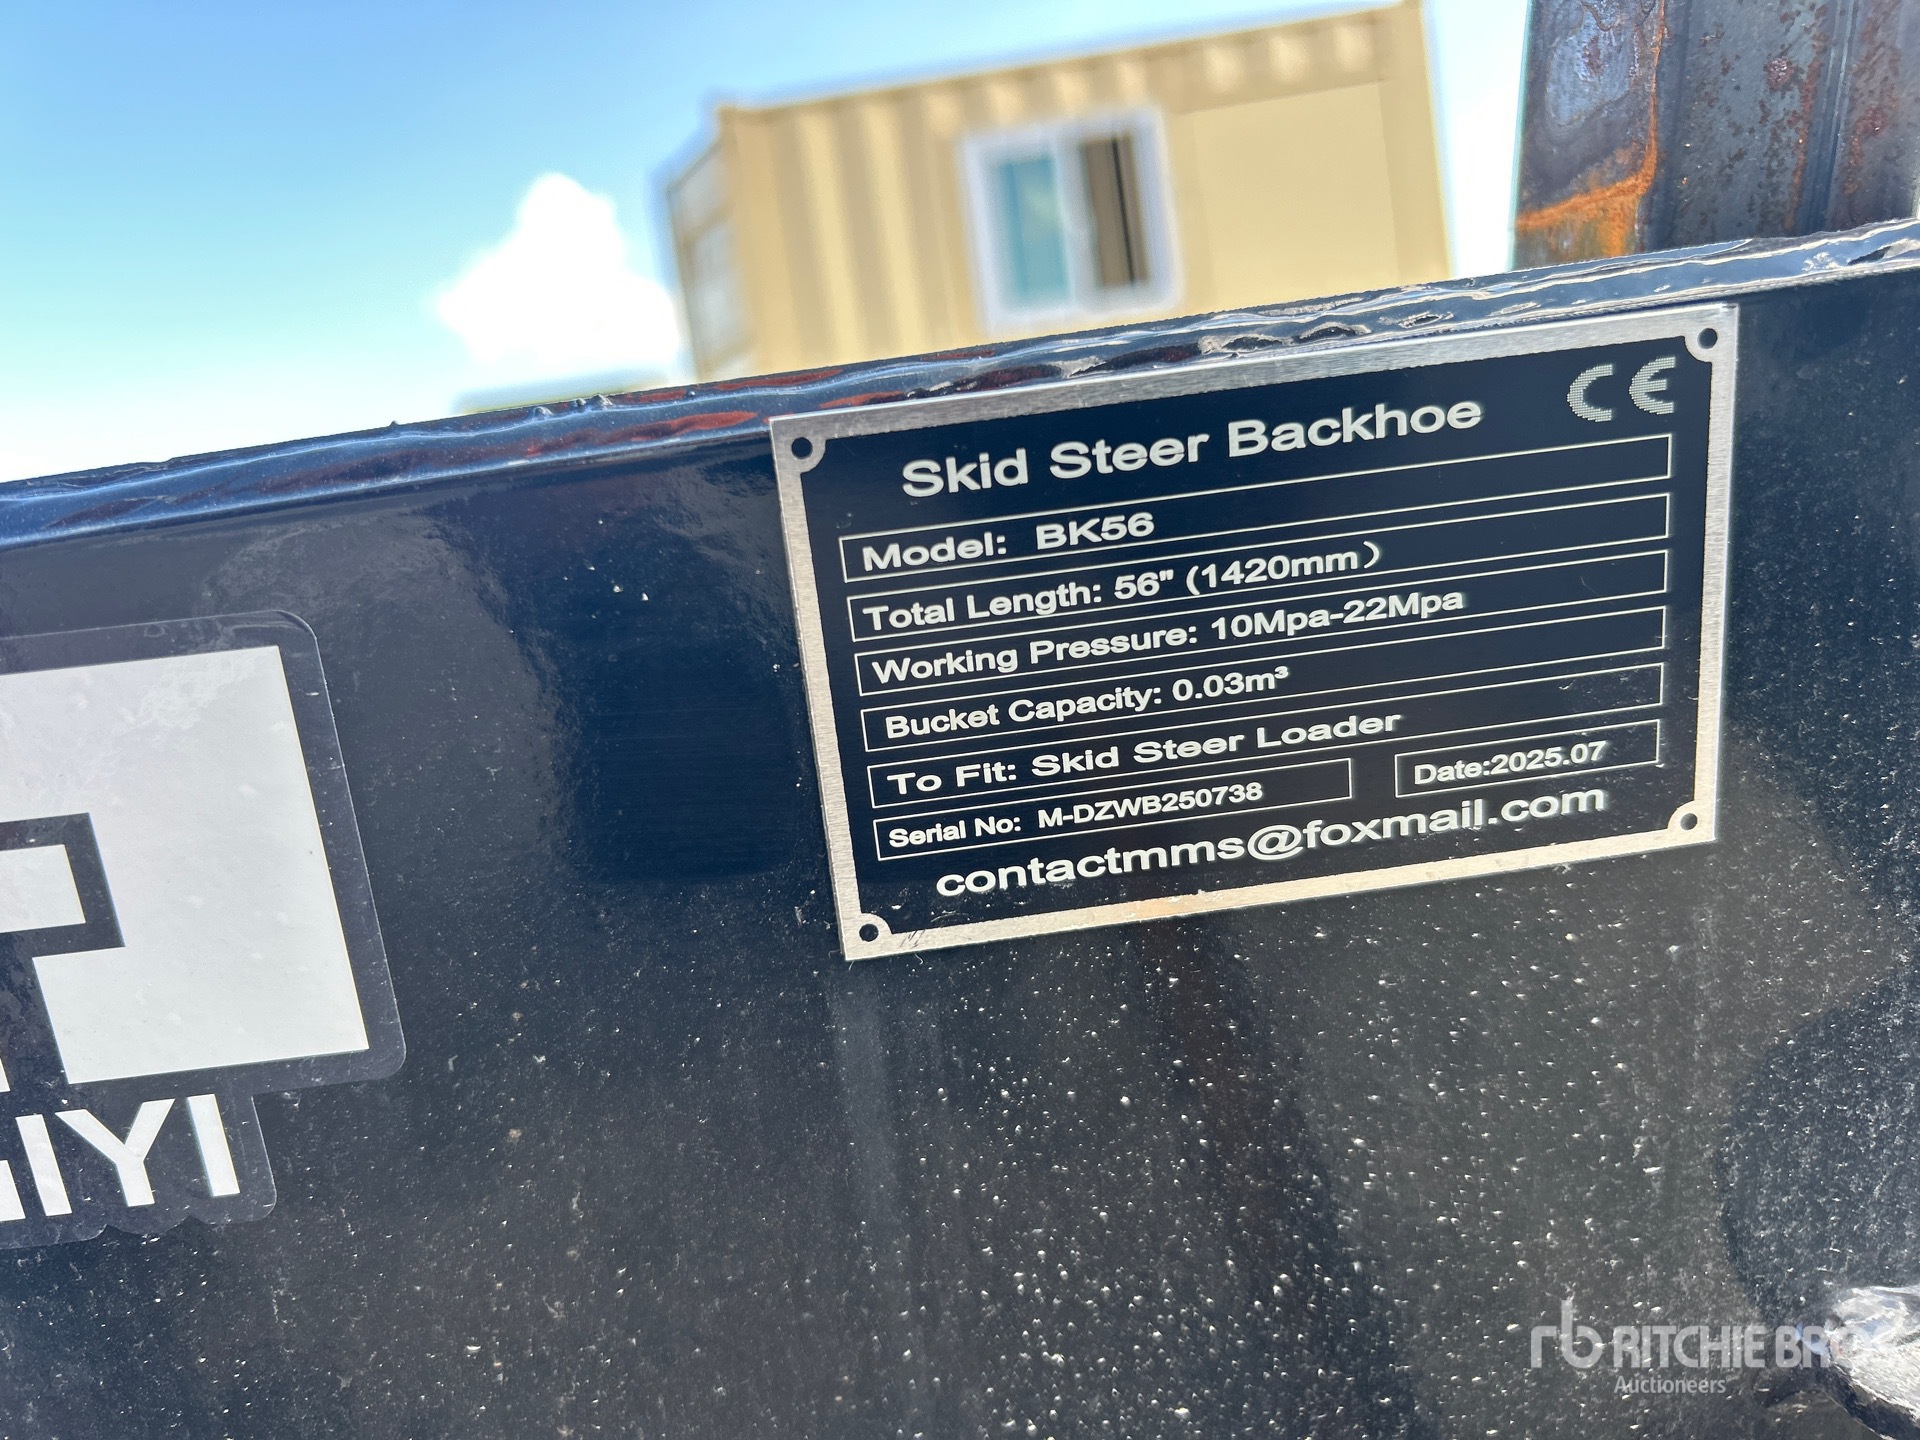 Skid Steer Backhoe CE
Model: BK56
Total Length: 56" (1420mm)
Working Pressure: 10Mpa-22Mpa
Bucket Capacity: 0.03m³
To Fit: Skid Steer Loader
Serial No: M-DZWB250738 Date:2025.07
contactmms@foxmail.com
rb RITCHIE BROS
Auctioneers